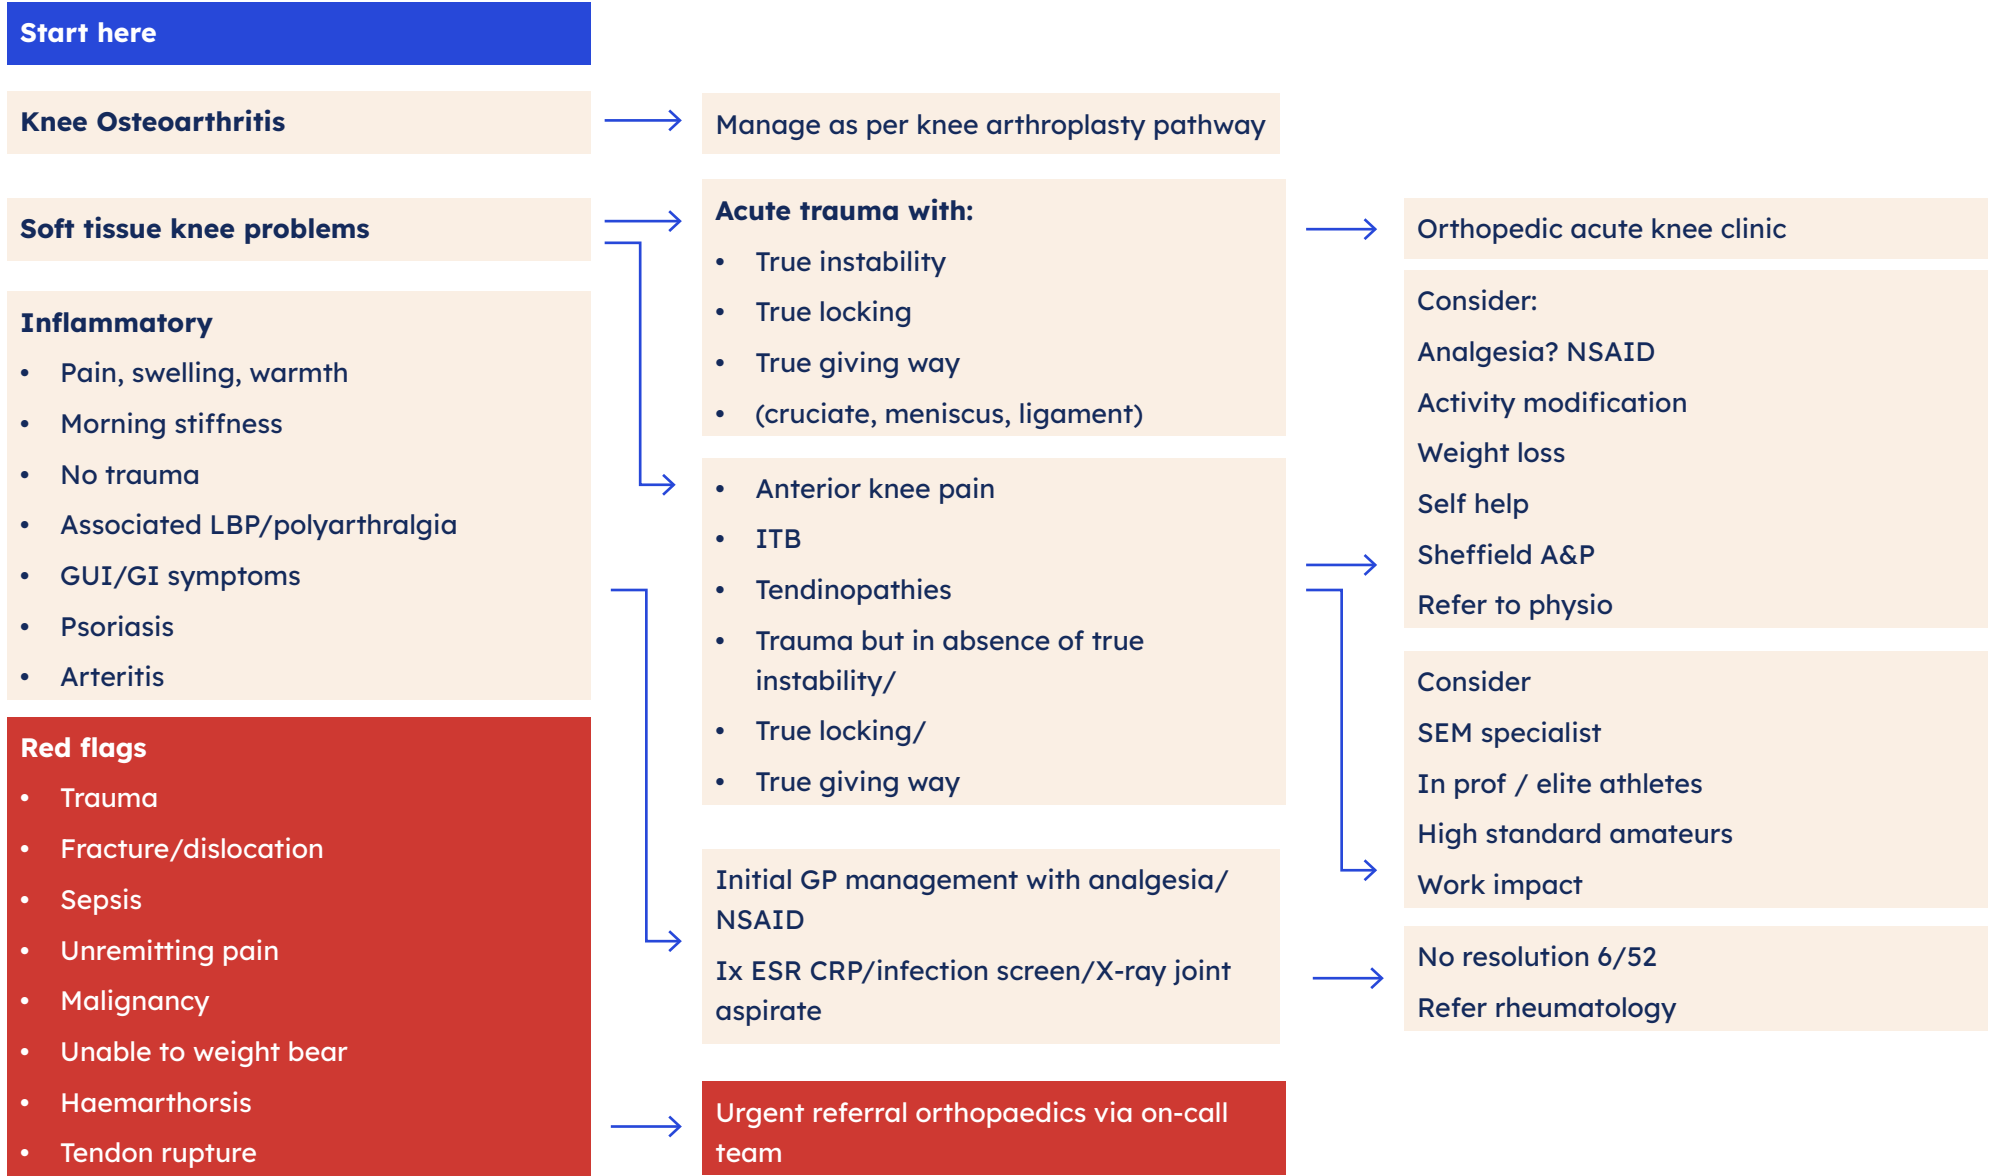 Start here
Knee Osteoarthritis
Manage as per knee arthroplasty pathway
Soft tissue knee problems
Acute trauma with:
• True instability
• True locking
• True giving way
• (cruciate, meniscus, ligament)
Orthopedic acute knee clinic
• Anterior knee pain
• ITB
• Tendinopathies
• Trauma but in absence of true
instability/
• True locking/
• True giving way
Consider:
Analgesia? NSAID
Activity modification
Weight loss
Self help
Sheffield A&P
Refer to physio
Consider
SEM specialist
In prof / elite athletes
High standard amateurs
Work impact
Inflammatory
• Pain, swelling, warmth
• Morning stiffness
• No trauma
• Associated LBP/polyarthralgia
• GUI/GI symptoms
• Psoriasis
• Arteritis
Initial GP management with analgesia/
NSAID
Ix ESR CRP/infection screen/X-ray joint
aspirate
No resolution 6/52
Refer rheumatology
Red flags
• Trauma
• Fracture/dislocation
• Sepsis
• Unremitting pain
• Malignancy
• Unable to weight bear
• Haemarthorsis
• Tendon rupture
Urgent referral orthopaedics via on-call
team